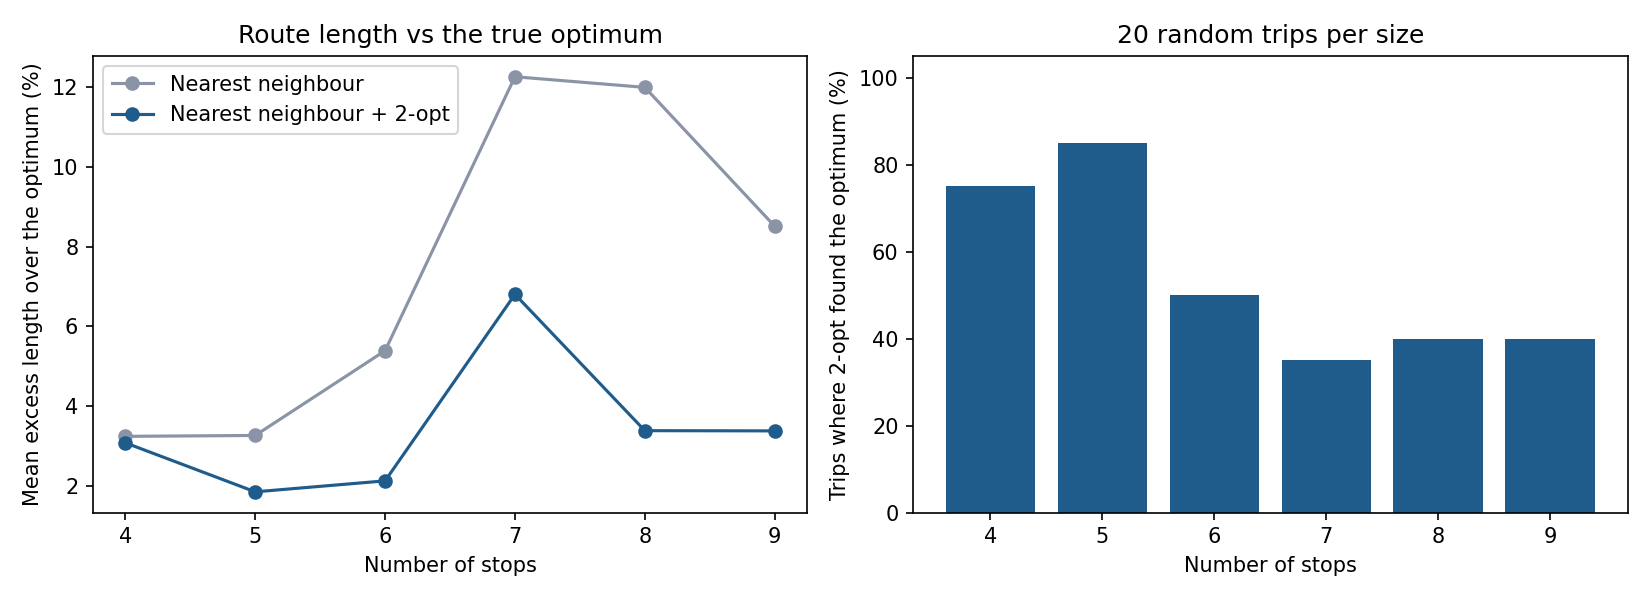 Route length vs the true optimum
Mean excess length over the optimum (%)
12
10
8
6
4
2
Nearest neighbour
Nearest neighbour + 2-opt
4 5 6 7 8 9
Number of stops
20 random trips per size
Trips where 2-opt found the optimum (%)
100
80
60
40
20
0
4 5 6 7 8 9
Number of stops